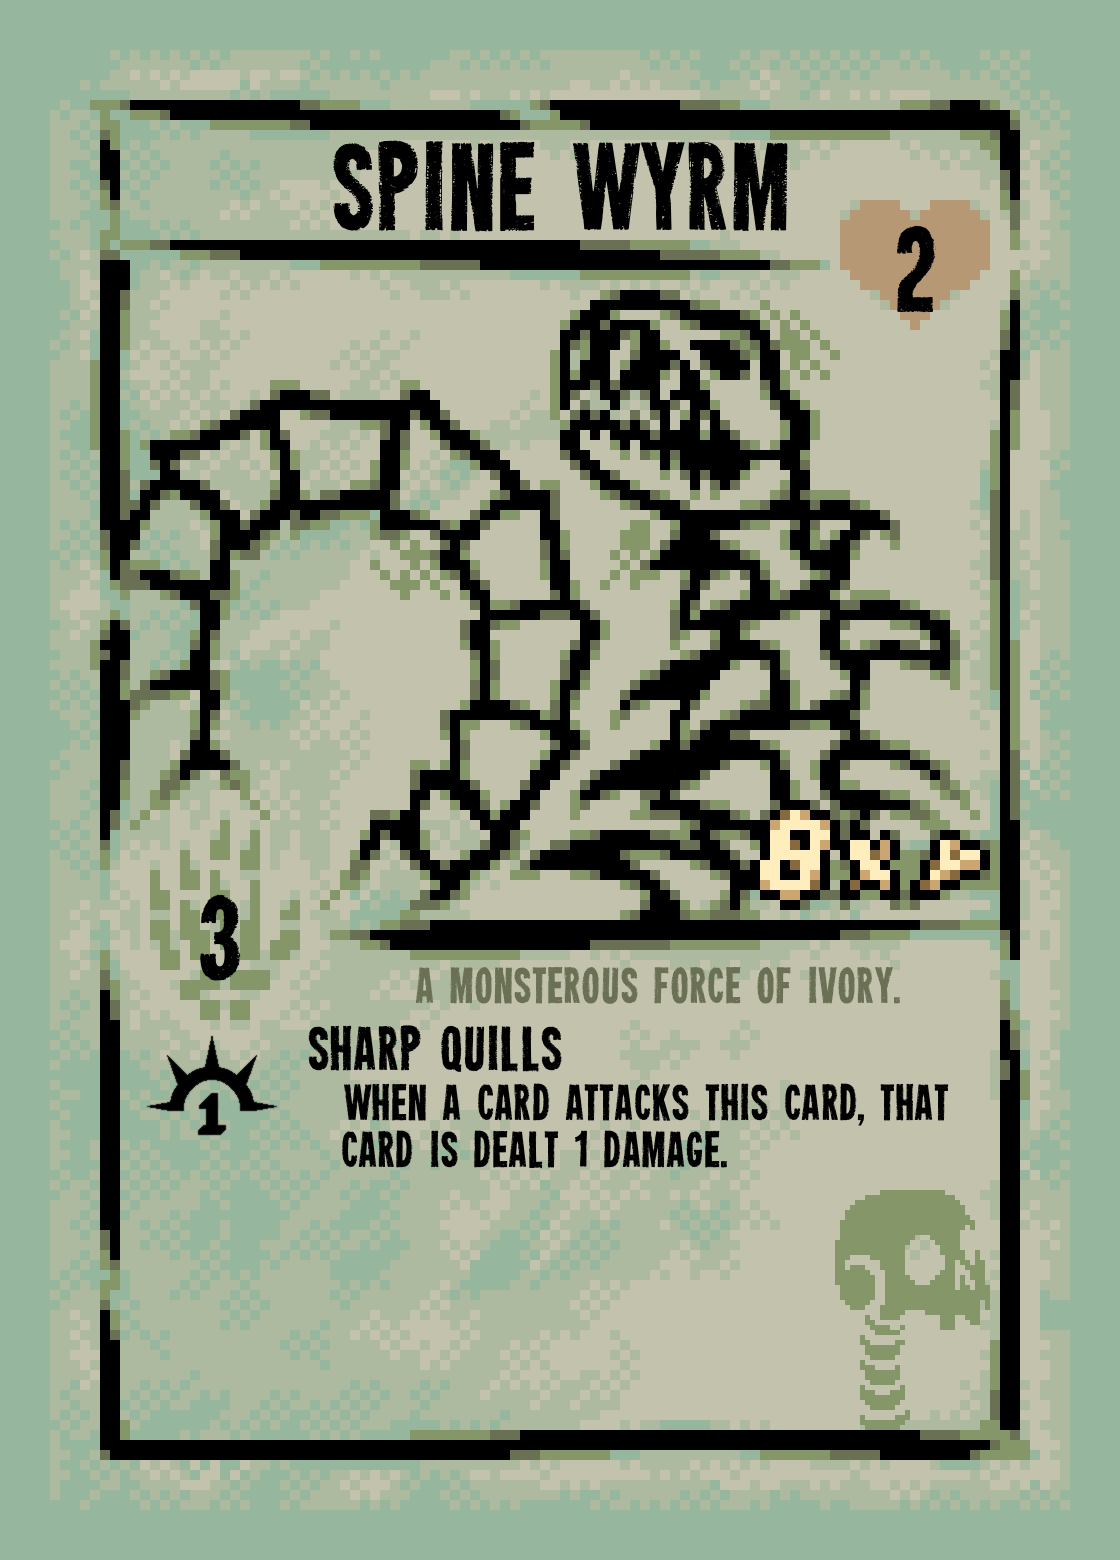 SPINE WYRM
2
8 x
3
A MONSTEROUS FORCE OF IVORY.
SHARP QUILLS
1
WHEN A CARD ATTACKS THIS CARD, THAT
CARD IS DEALT 1 DAMAGE.